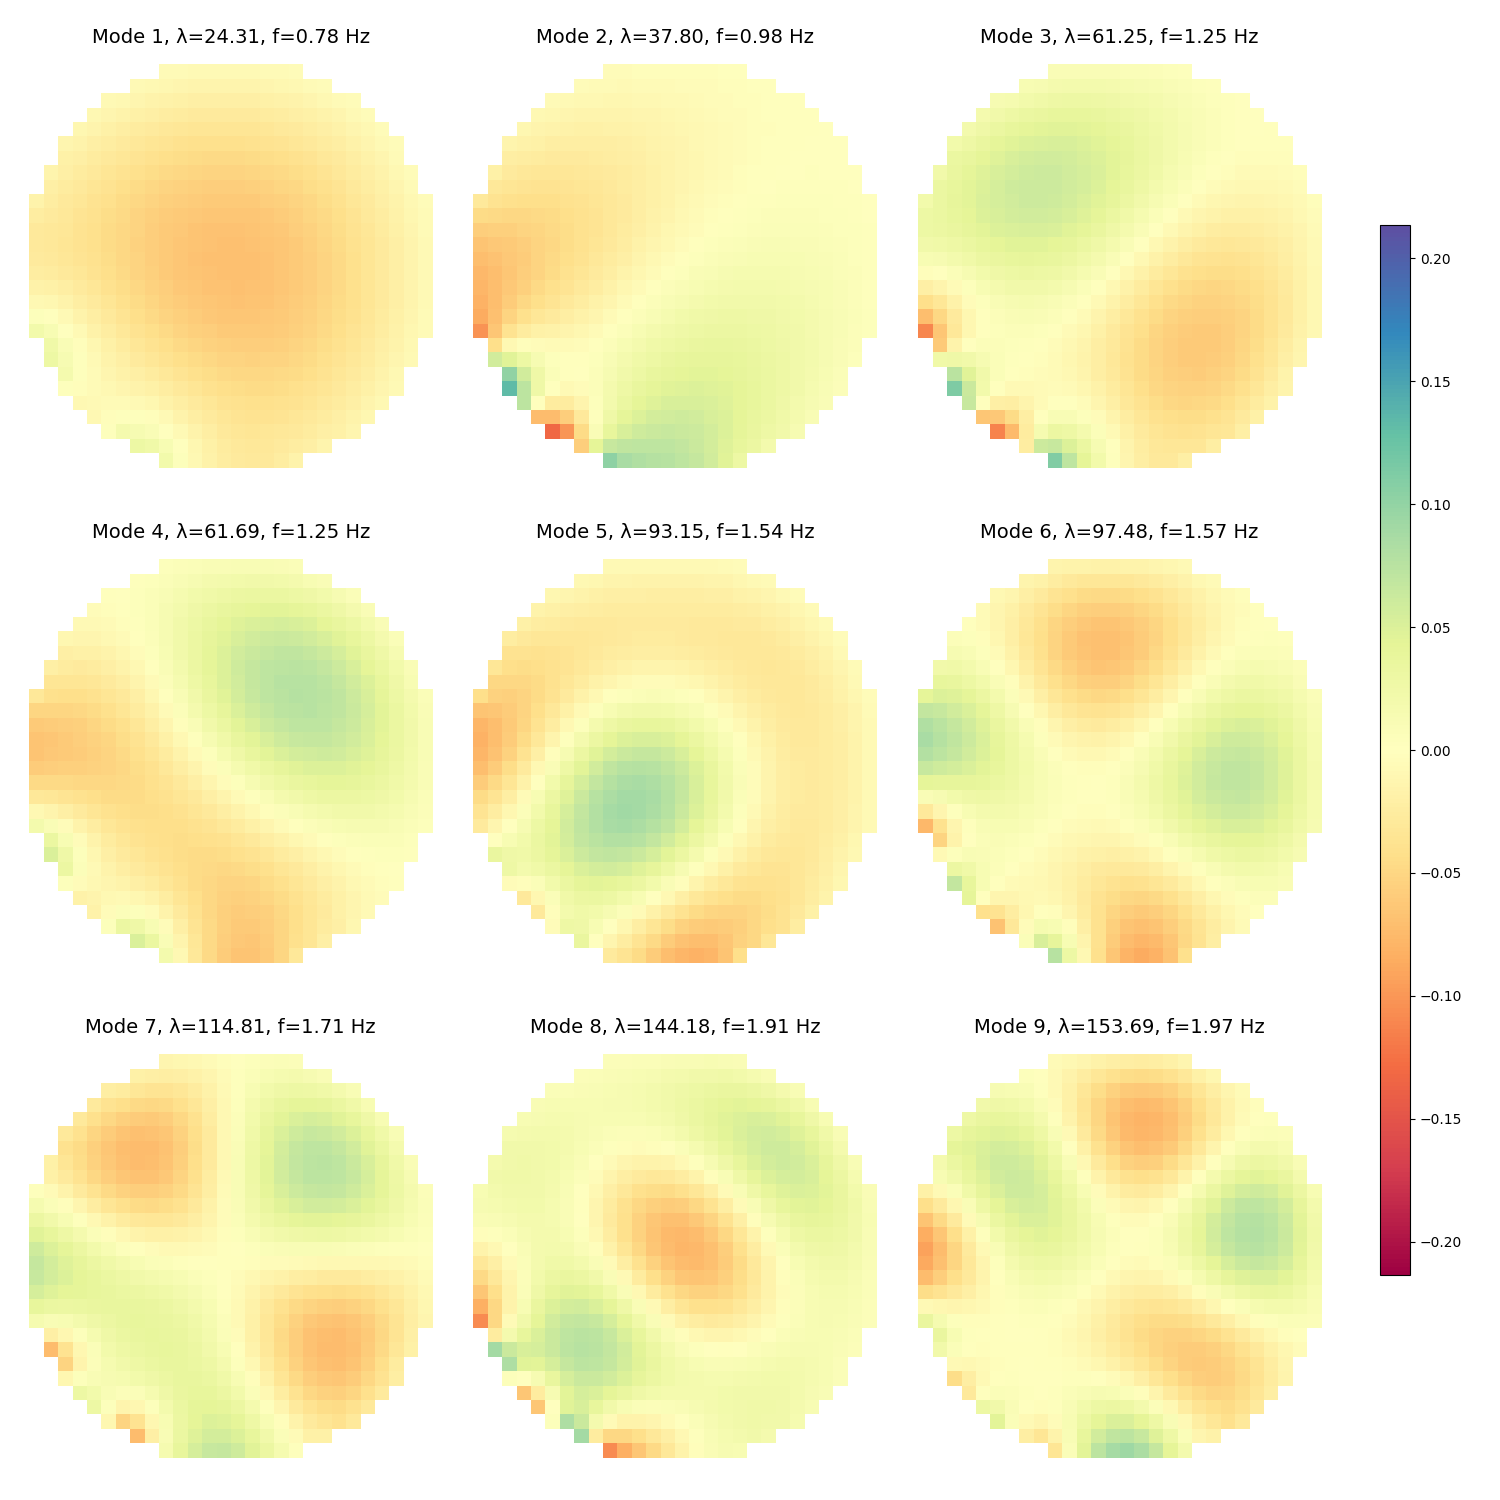 Mode 1, λ=24.31, f=0.78 Hz
Mode 2, λ=37.80, f=0.98 Hz
Mode 3, λ=61.25, f=1.25 Hz
0.20
0.15
0.10
Mode 4, λ=61.69, f=1.25 Hz
Mode 5, λ=93.15, f=1.54 Hz
Mode 6, λ=97.48, f=1.57 Hz
0.05
0.00
−0.05
−0.10
Mode 7, λ=114.81, f=1.71 Hz
Mode 8, λ=144.18, f=1.91 Hz
Mode 9, λ=153.69, f=1.97 Hz
−0.15
−0.20